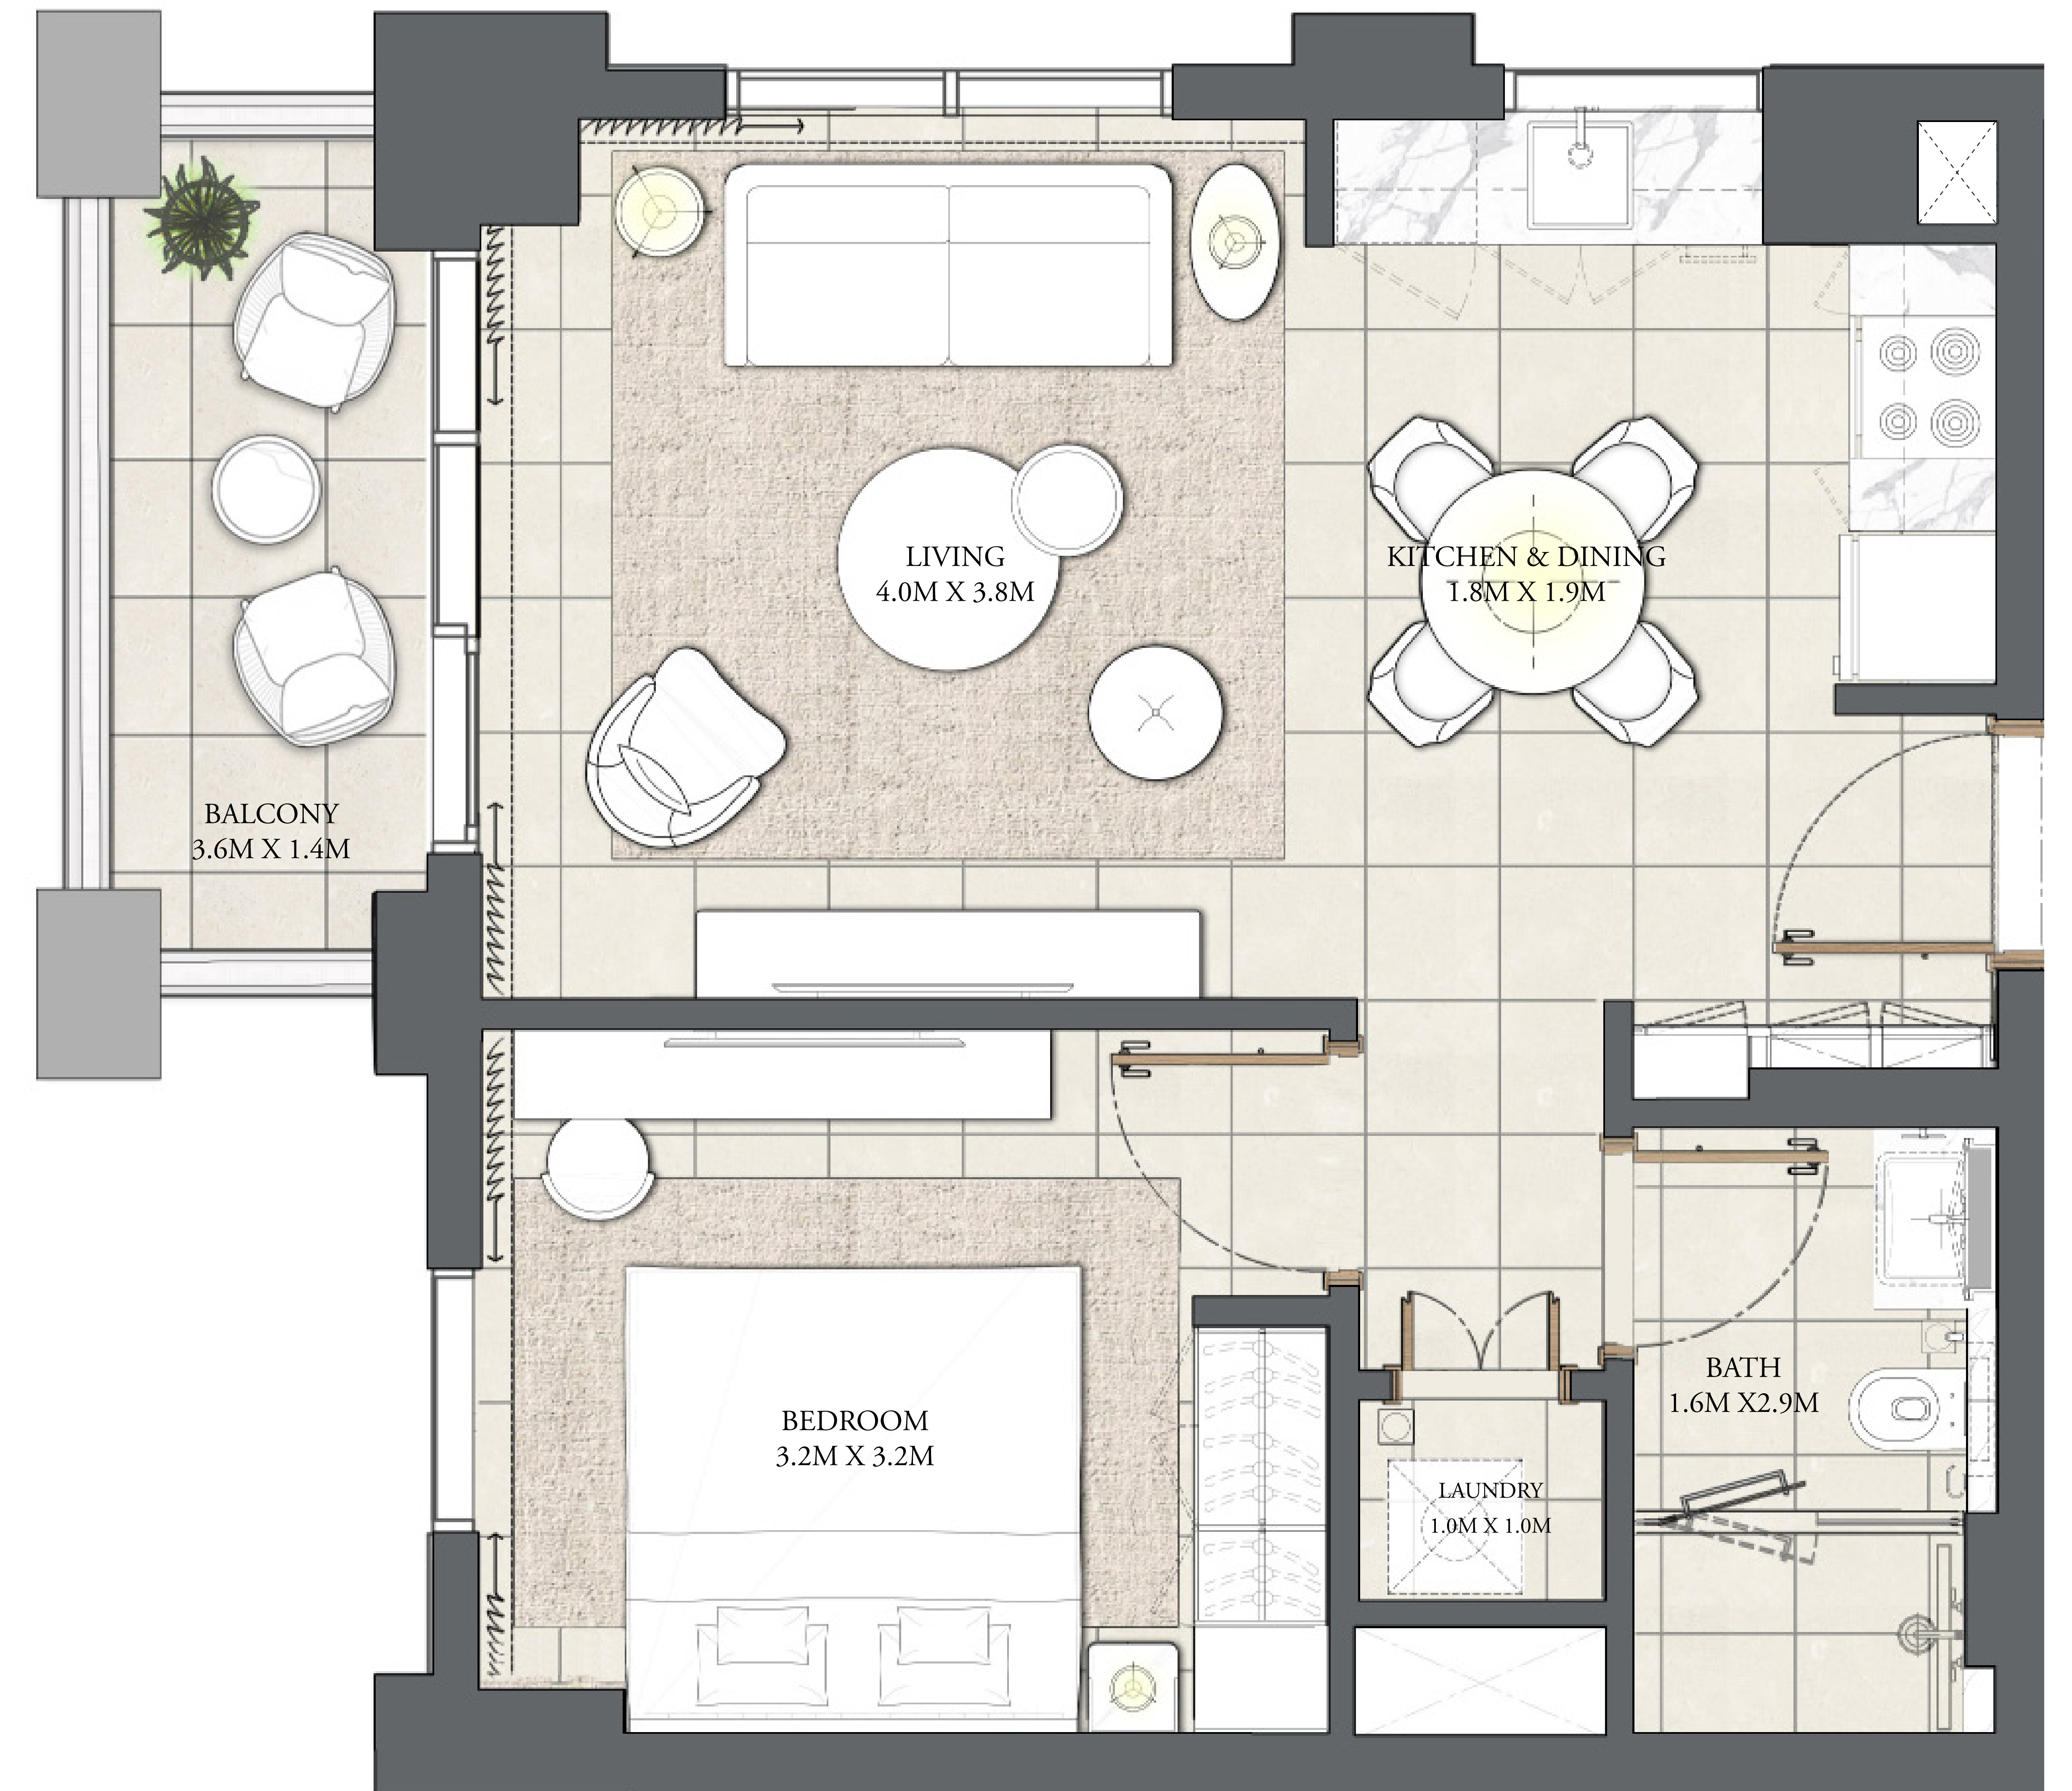 LIVING
4.0M X 3.8M
KITCHEN & DINING
1.8M X 1.9M
BALCONY
3.6M X 1.4M
BEDROOM
3.2M X 3.2M
BATH
1.6M X2.9M
LAUNDRY
1.0M X 1.0M